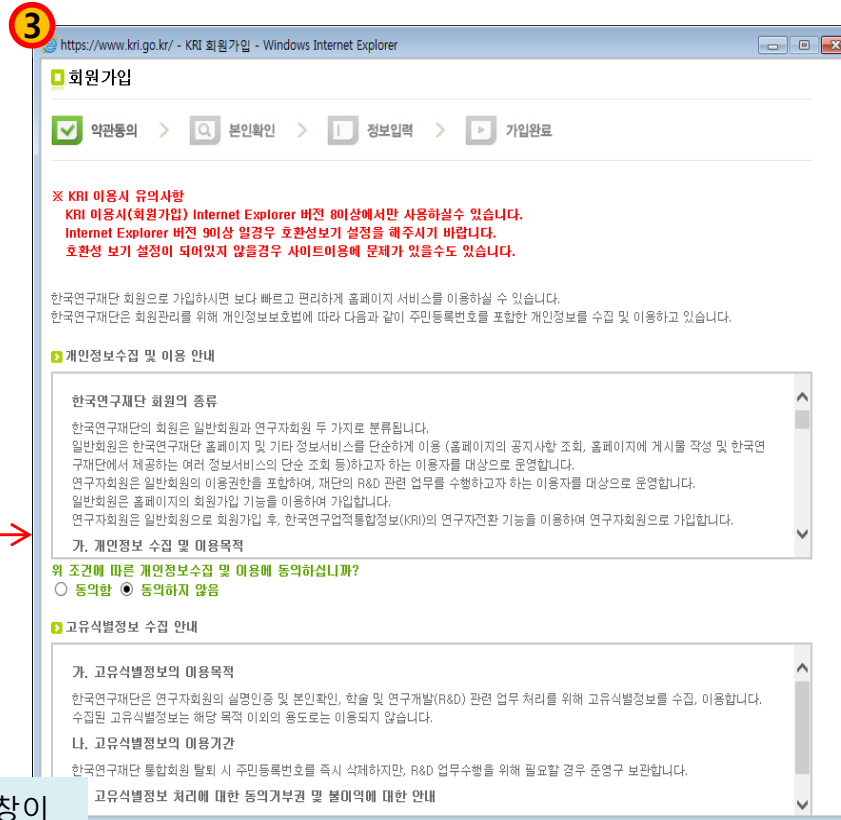 3
https://www.kri.go.kr/ - KRI 회원가입 - Windows Internet Explorer
회원가입
약관동의 > 본인확인 > 정보입력 > 가입완료
※ KRI 이용시 유의사항
KRI 이용시(회원가입) Internet Explorer 버전 8이상에서만 사용하실수 있습니다.
Internet Explorer 버전 9이상 일경우 호환성보기 설정을 해주시기 바랍니다.
호환성 보기 설정이 되어있지 않을경우 사이트이용에 문제가 있을수도 있습니다.
한국연구재단 회원으로 가입하시면 보다 빠르고 편리하게 홈페이지 서비스를 이용하실 수 있습니다.
한국연구재단은 회원관리를 위해 개인정보보호법에 따라 다음과 같이 주민등록번호를 포함한 개인정보를 수집 및 이용하고 있습니다.
개인정보수집 및 이용 안내
한국연구재단 회원의 종류
한국연구재단의 회원은 일반회원과 연구자회원 두 가지로 분류됩니다.
일반회원은 한국연구재단 홈페이지 및 기타 정보서비스를 단순하게 이용 (홈페이지의 공지사항 조회, 홈페이지에 게시물 작성 및 한국연
구재단에서 제공하는 여러 정보서비스의 단순 조회 등)하고자 하는 이용자를 대상으로 운영합니다.
연구자회원은 일반회원의 이용권한을 포함하며, 재단의 R&D 관련 업무를 수행하고자 하는 이용자를 대상으로 운영합니다.
일반회원은 홈페이지의 회원가입 기능을 이용하여 가입합니다.
연구자회원은 일반회원으로 회원가입 후, 한국연구업적통합정보(KRI)의 연구자전환 기능을 이용하여 연구자회원으로 가입합니다.
가. 개인정보 수집 및 이용목적
위 조건에 따른 개인정보수집 및 이용에 동의하십니까?
동의함 동의하지 않음
고유식별정보 수집 안내
가. 고유식별정보의 이용목적
한국연구재단은 연구자회원의 실명인증 및 본인확인, 학술 및 연구개발(R&D) 관련 업무 처리를 위해 고유식별정보를 수집, 이용합니다.
수집된 고유식별정보는 해당 목적 이외의 용도로는 이용되지 않습니다.
나. 고유식별정보의 이용기간
한국연구재단 통합회원 탈퇴 시 주민등록번호를 즉시 삭제하지만, R&D 업무수행을 위해 필요할 경우 준영구 보관합니다.
고유식별정보 처리에 대한 동의거부권 및 불이익에 대한 안내
창이